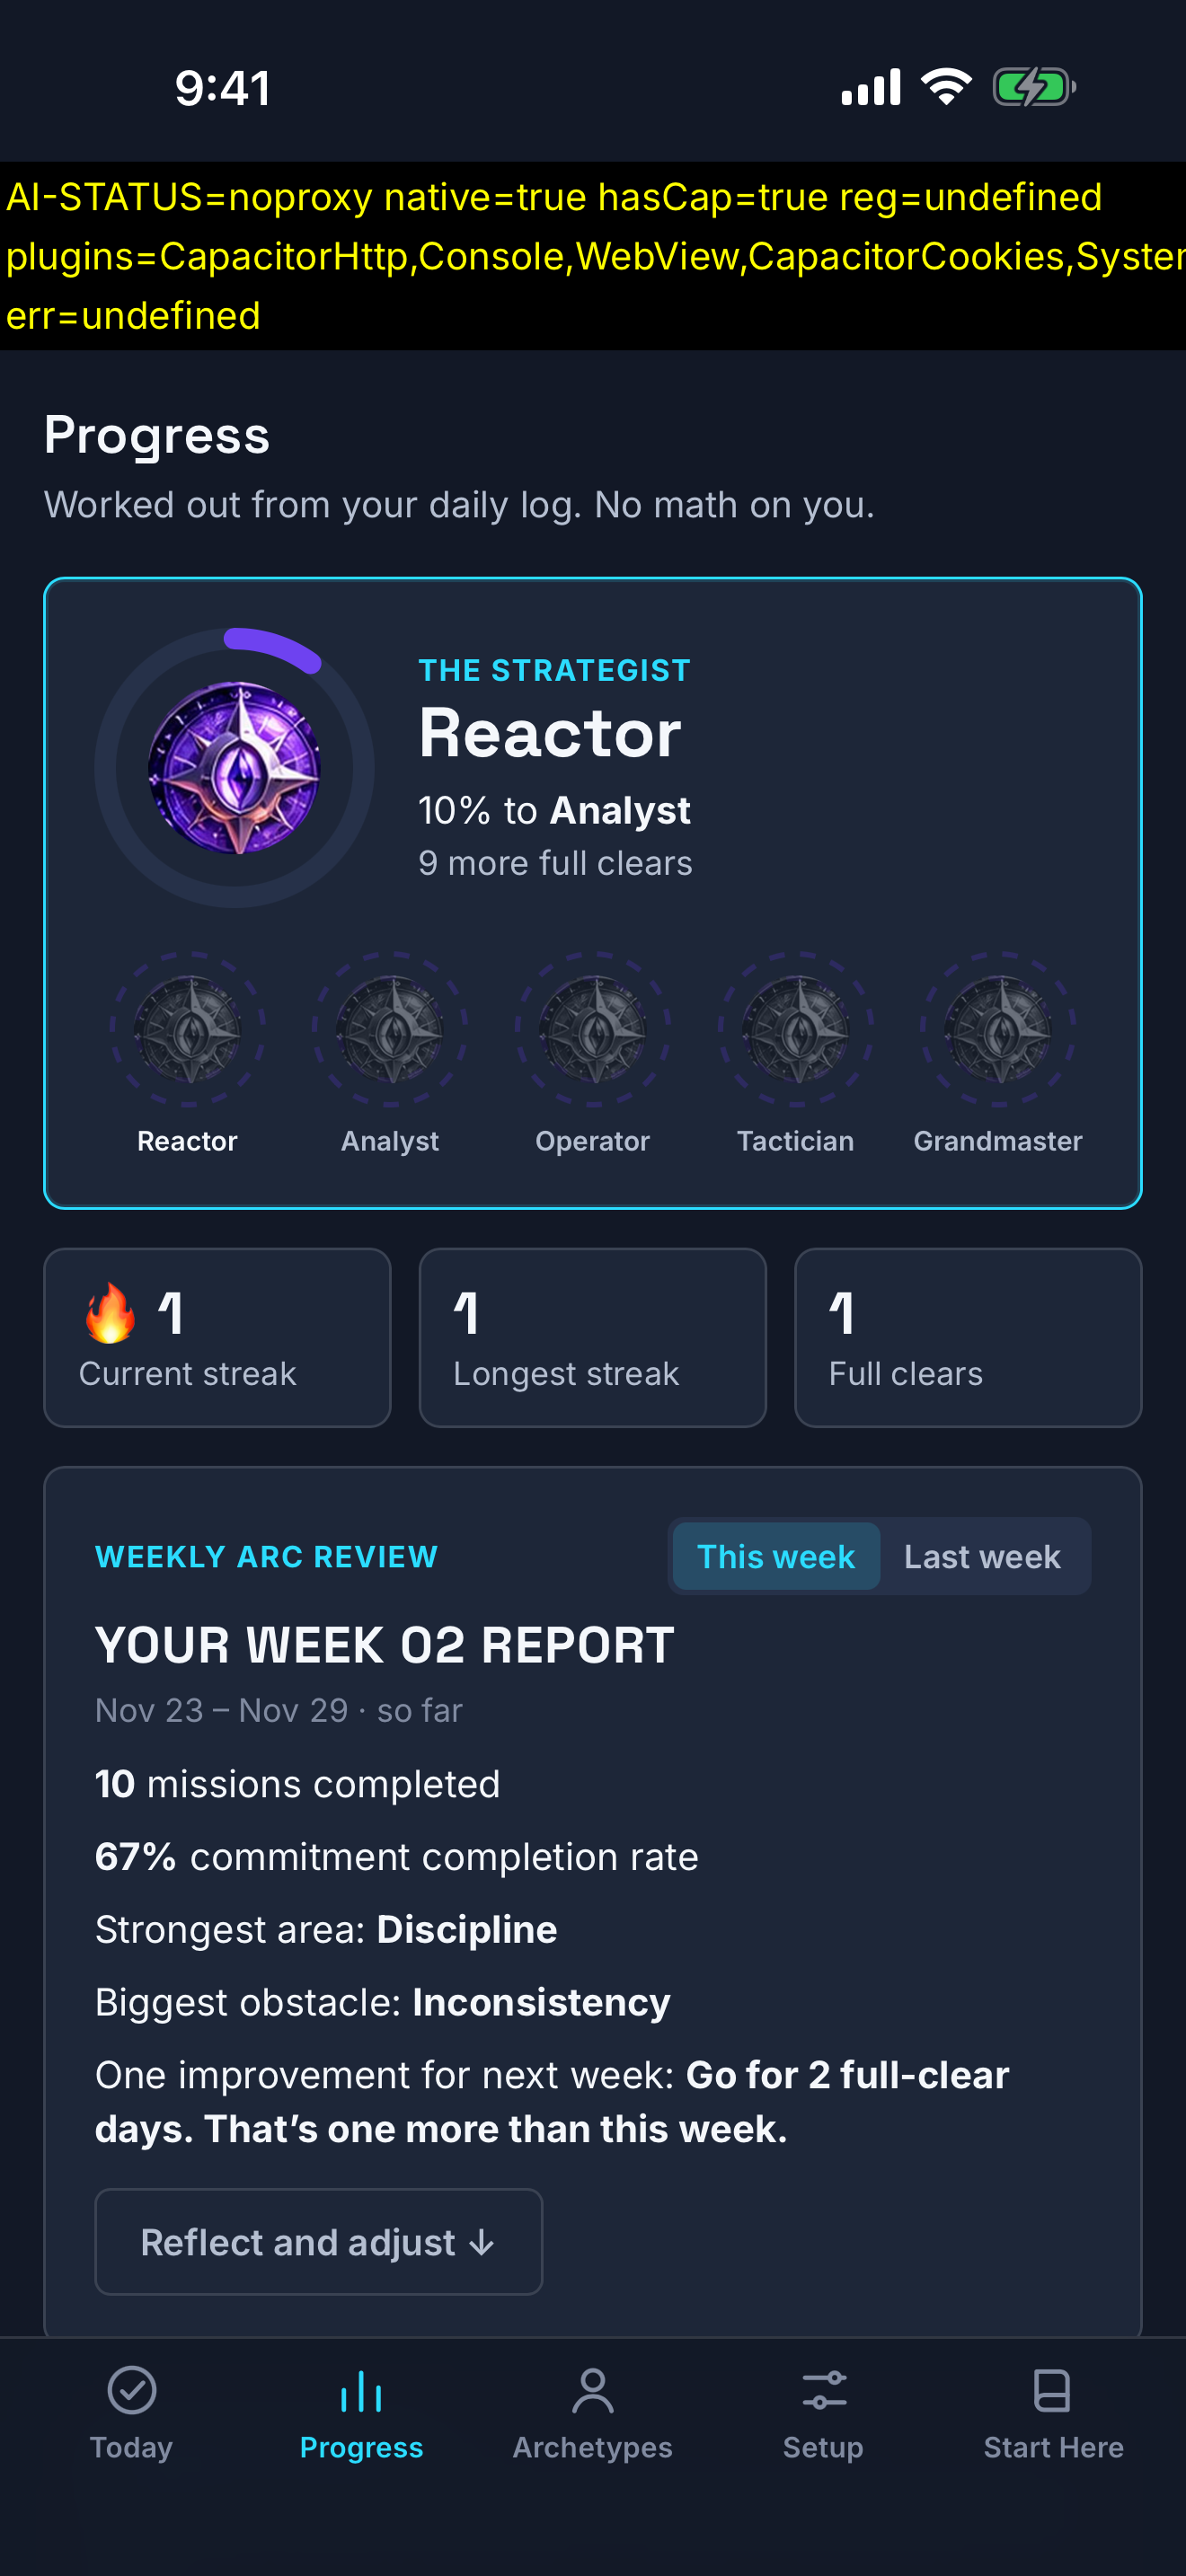 9:41
AI-STATUS=noproxy native=true hasCap=true reg=undefined
plugins=CapacitorHttp,Console,WebView,CapacitorCookies,System
err=undefined
Progress
Worked out from your daily log. No math on you.
THE STRATEGIST
Reactor
10% to Analyst
9 more full clears
Reactor Analyst Operator Tactician Grandmaster
🔥 1 1 1
Current streak Longest streak Full clears
WEEKLY ARC REVIEW This week Last week
YOUR WEEK 02 REPORT
Nov 23 – Nov 29 · so far
10 missions completed
67% commitment completion rate
Strongest area: Discipline
Biggest obstacle: Inconsistency
One improvement for next week: Go for 2 full-clear
days. That’s one more than this week.
Reflect and adjust ↓
Today Progress Archetypes Setup Start Here